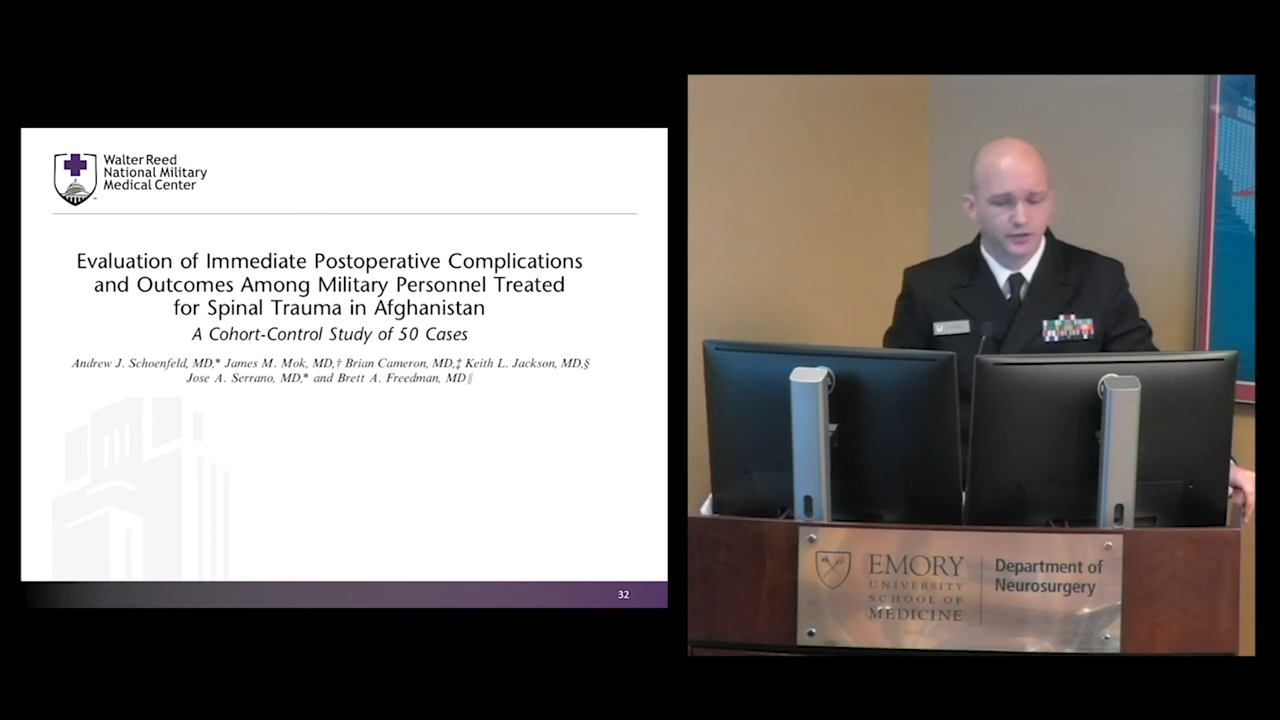 Walter Reed
National Military
Medical Center
Evaluation of Immediate Postoperative Complications
and Outcomes Among Military Personnel Treated
for Spinal Trauma in Afghanistan
A Cohort-Control Study of 50 Cases
Andrew J. Schoenfeld, MD,* James M. Mok, MD,† Brian Cameron, MD,‡ Keith L. Jackson, MD,§
Jose A. Serrano, MD,* and Brett A. Freedman, MD∥
32
EMORY
UNIVERSITY
SCHOOL OF
MEDICINE
Department of
Neurosurgery